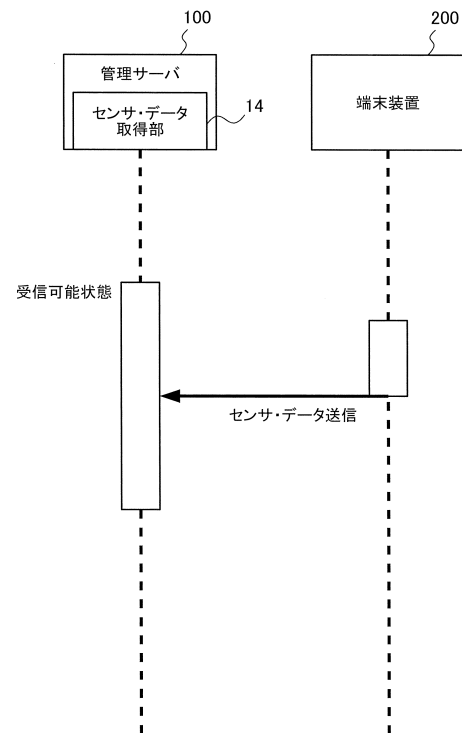 100
200
管理サーバ
センサ・データ
取得部
14
端末装置
受信可能状態
センサ・データ送信